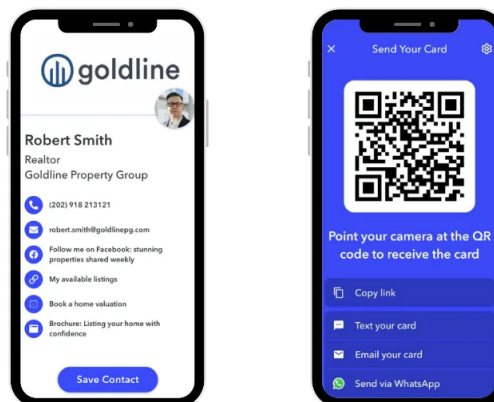 goldline
Robert Smith
Realtor
Goldline Property Group
(202) 918 213121
robert.smith@goldlinepg.com
Follow me on Facebook: stunning
properties shared weekly
My available listings
Book a home valuation
Brochure: Listing your home with
confidence
Save Contact
Send Your Card
Point your camera at the QR
code to receive the card
Copy link
Text your card
Email your card
Send via WhatsApp